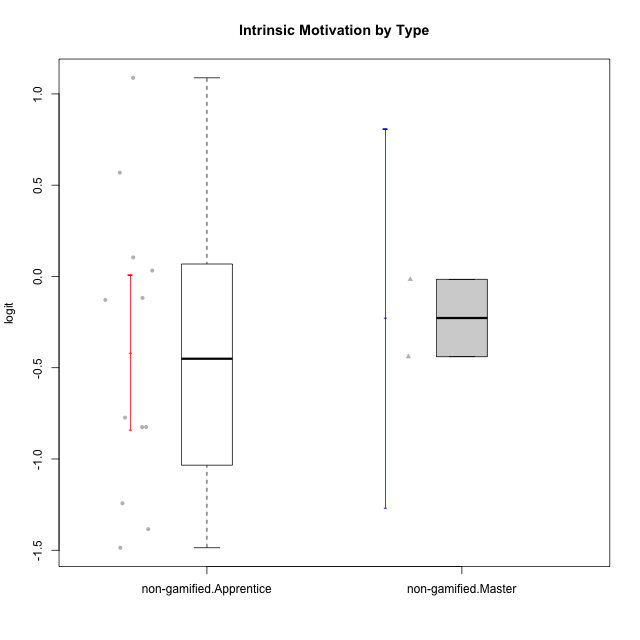 Intrinsic Motivation by Type
logit
1.0
0.5
0.0
-0.5
-1.0
-1.5
non-gamified.Apprentice
non-gamified.Master